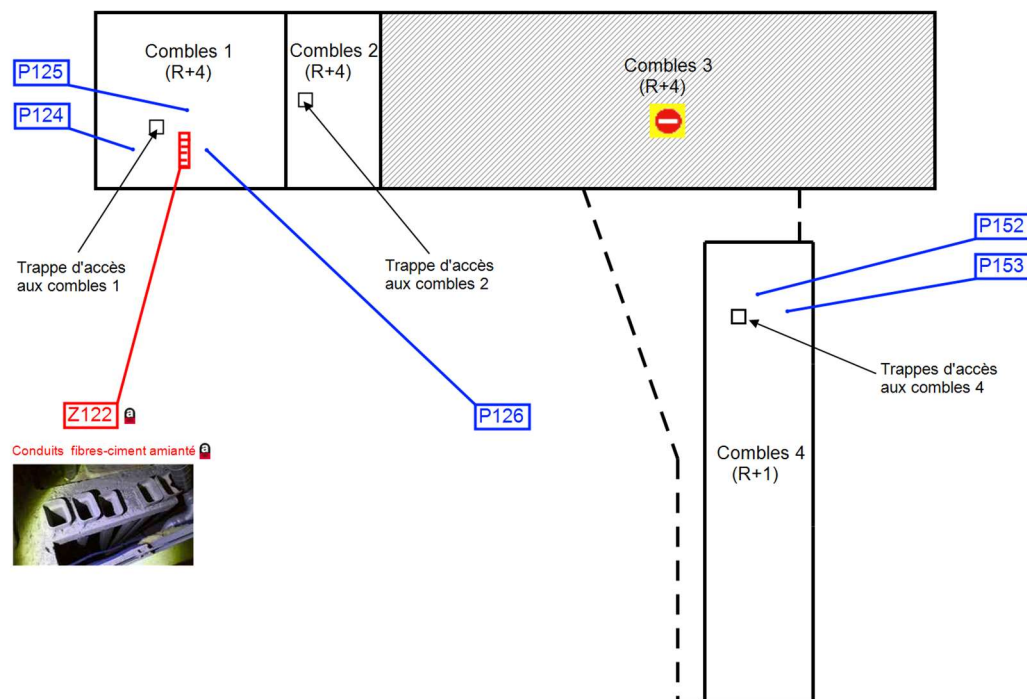 Combles 1
(R+4)
Combles 2
(R+4)
Combles 3
(R+4)
P125
P124
Trappe d'accès
aux combles 1
Trappe d'accès
aux combles 2
P152
P153
Trappes d'accès
aux combles 4
Z122 a
P126
Conduits fibres-ciment amianté a
Combles 4
(R+1)